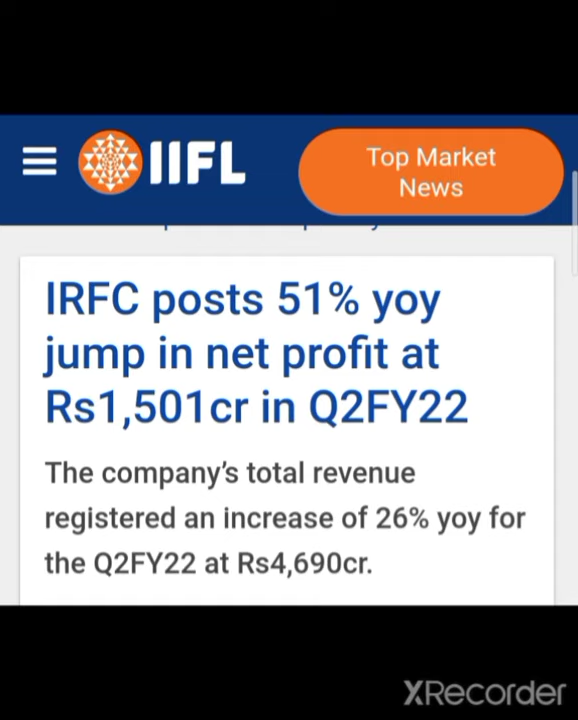 IIFL
Top Market
News
IRFC posts 51% yoy
jump in net profit at
Rs1,501cr in Q2FY22
The company's total revenue
registered an increase of 26% yoy for
the Q2FY22 at Rs4,690cr.
XRecorder